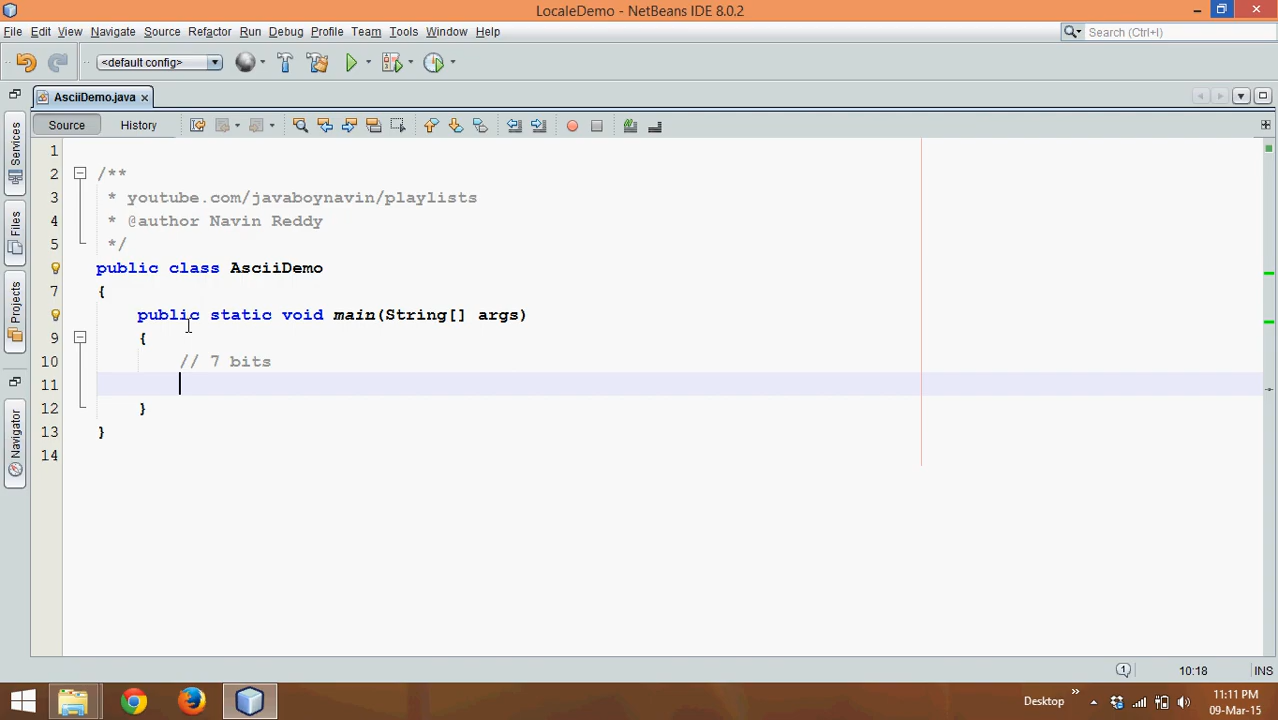 LocaleDemo - NetBeans IDE 8.0.2
File Edit View Navigate Source Refactor Run Debug Profile Team Tools Window Help
Search (Ctrl+I)
<default config>
AsciiDemo.java
Source History
Services
Files
Projects
Navigator
1
2 /**
3 * youtube.com/javaboynavin/playlists
4 * @author Navin Reddy
5 */
public class AsciiDemo
7 {
public static void main(String[] args)
9 {
10 // 7 bits
11
12 }
13 }
14
1 10:18 INS
Desktop
11:11 PM
09-Mar-15